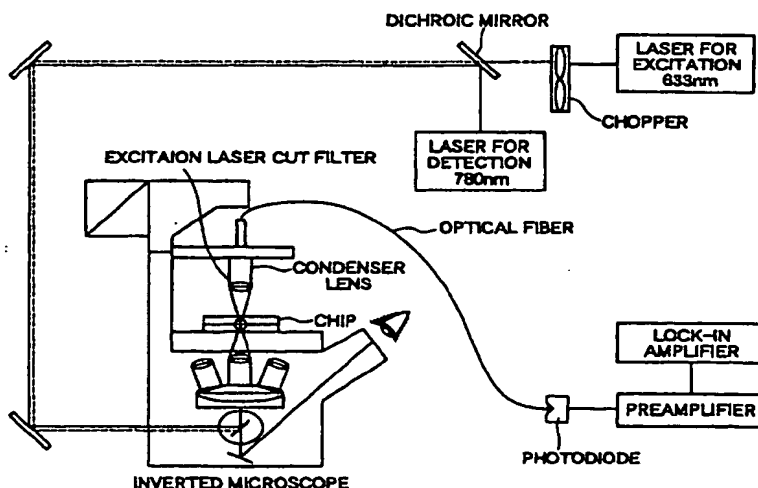 DICHROIC MIRROR
LASER FOR
EXCITATION
633nm
CHOPPER
LASER FOR
DETECTION
780nm
EXCITAION LASER CUT FILTER
OPTICAL FIBER
CONDENSER
LENS
CHIP
LOCK-IN
AMPLIFIER
PREAMPLIFIER
PHOTODIODE
INVERTED MICROSCOPE